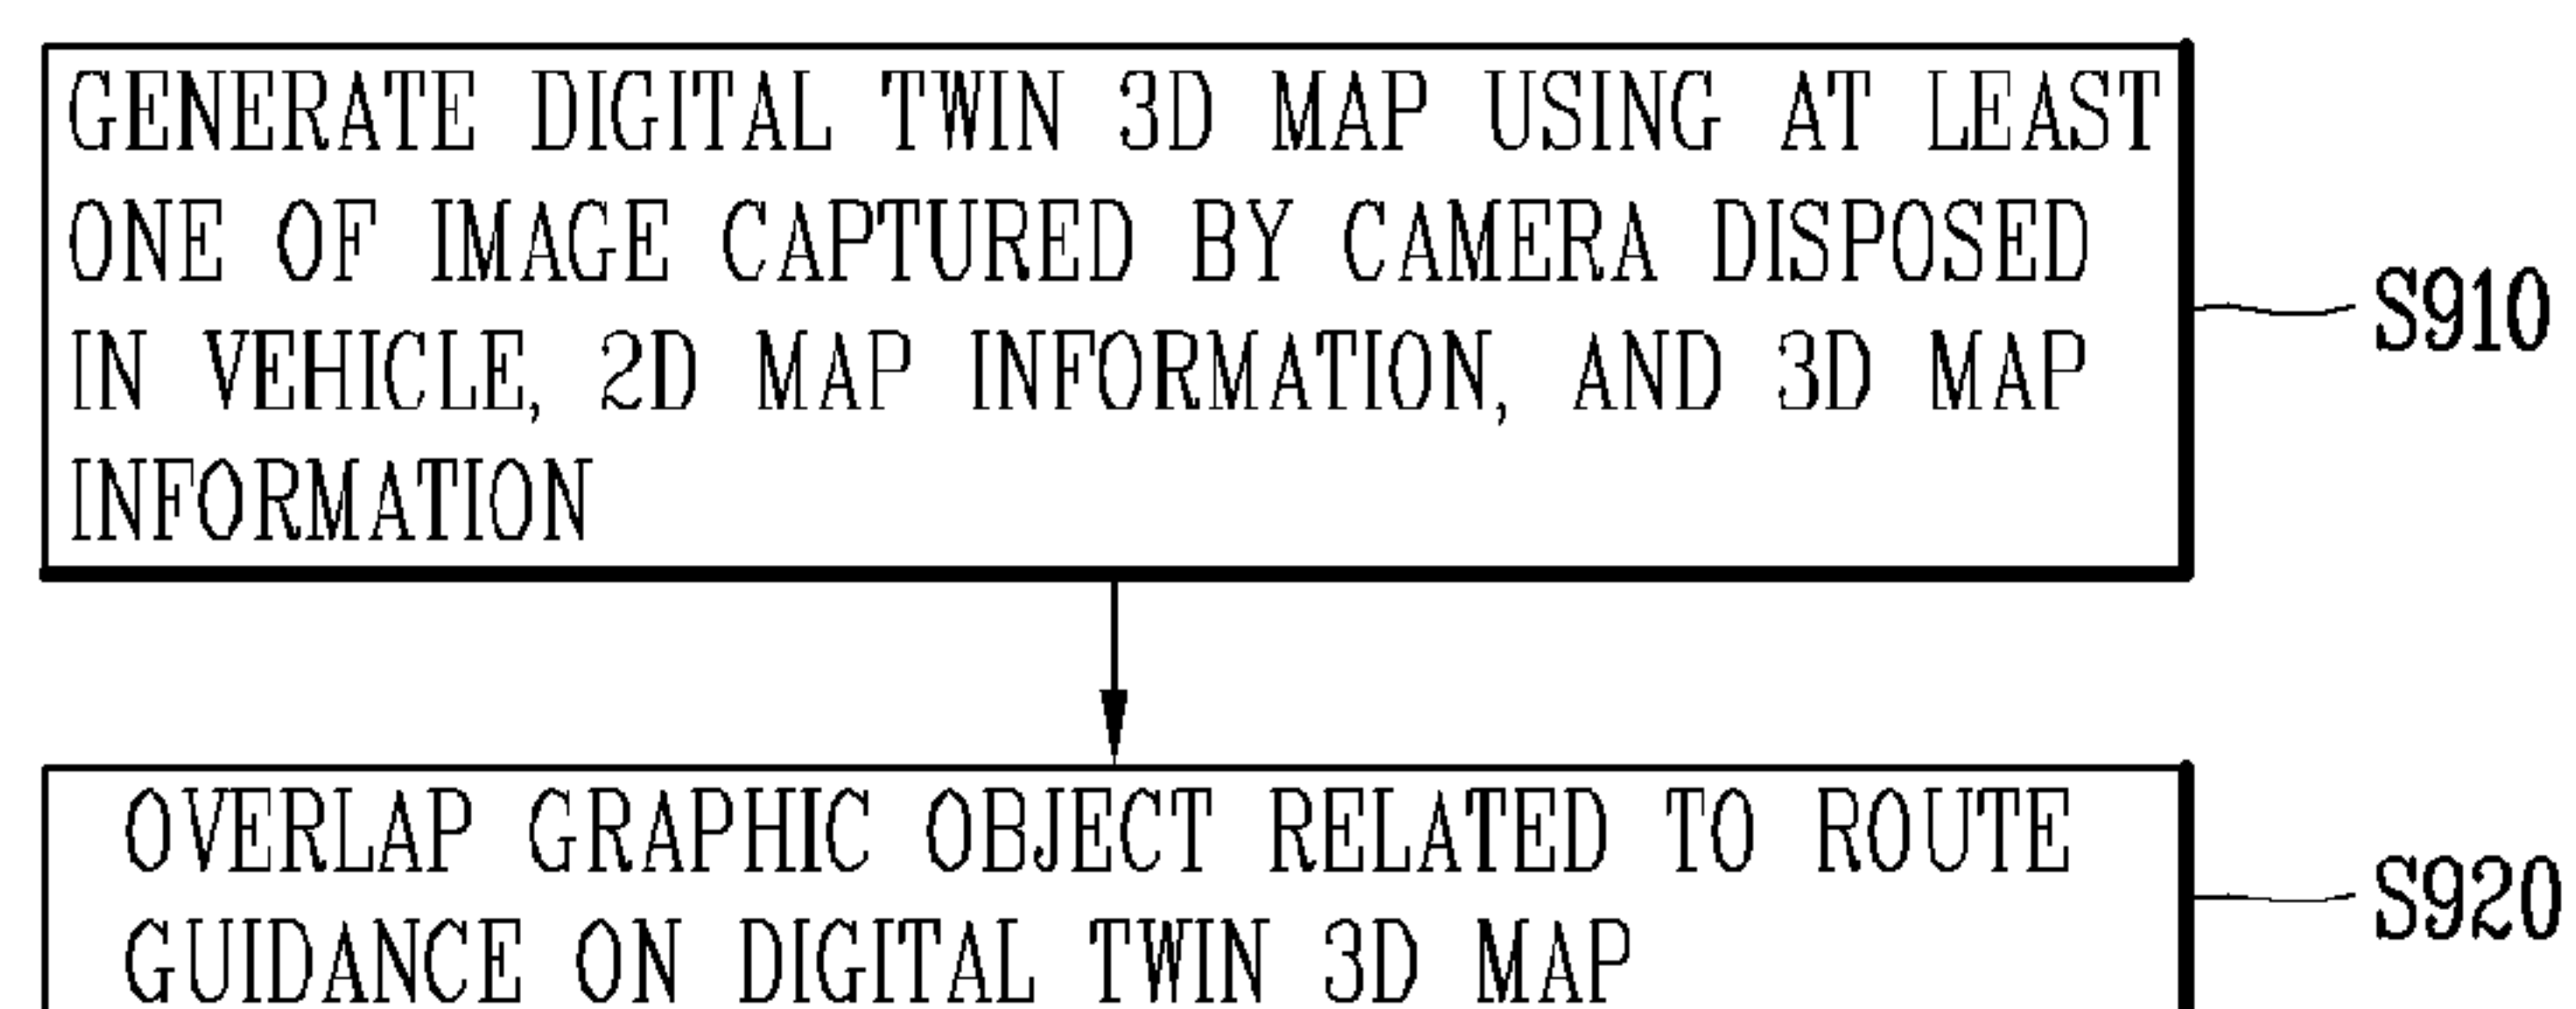 GENERATE DIGITAL TWIN 3D MAP USING AT LEAST
ONE OF IMAGE CAPTURED BY CAMERA DISPOSED
IN VEHICLE, 2D MAP INFORMATION, AND 3D MAP
INFORMATION
S910
OVERLAP GRAPHIC OBJECT RELATED TO ROUTE
GUIDANCE ON DIGITAL TWIN 3D MAP
S920